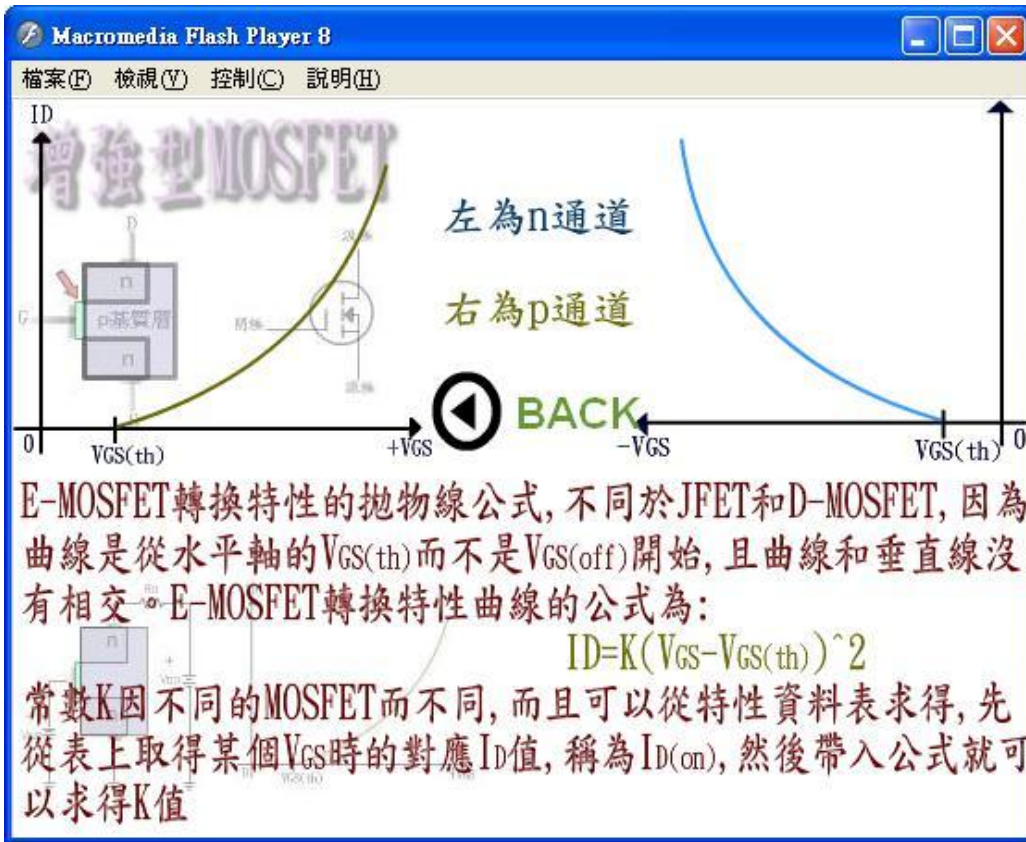 Macromedia Flash Player 8
檔案(F) 檢視(V) 控制(C) 說明(H)
ID
增強型MOSFET
左為n通道
右為p通道
D
n
G
p基質層
n
BACK
0
VGS(th)
+VGS
-VGS
VGS(th)
0
E-MOSFET轉換特性的拋物線公式,不同於JFET和D-MOSFET,因為
曲線是從水平軸的VGS(th)而不是VGS(off)開始,且曲線和垂直線沒
有相交。E-MOSFET轉換特性曲線的公式為:
ID=K(VGS-VGS(th))^2
常數K因不同的MOSFET而不同,而且可以從特性資料表求得,先
從表上取得某個VGS時的對應ID值,稱為ID(on),然後帶入公式就可
以求得K值
n
VGS(th)